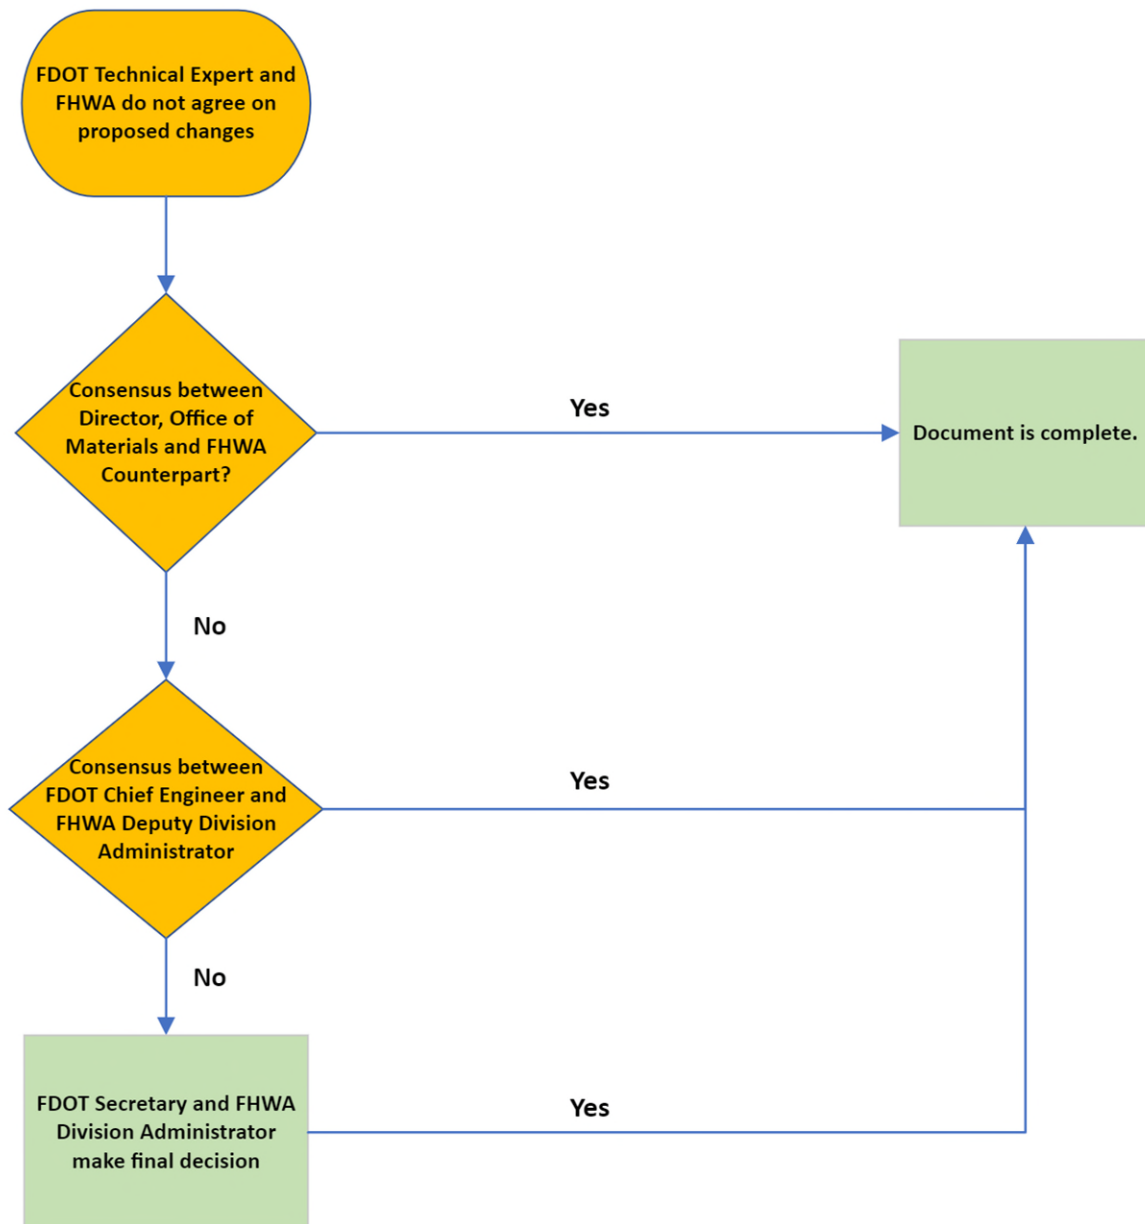 FDOT Technical Expert and
FHWA do not agree on
proposed changes
Consensus between
Director, Office of
Materials and FHWA
Counterpart?
Yes
Document is complete.
No
Consensus between
FDOT Chief Engineer and
FHWA Deputy Division
Administrator
Yes
No
FDOT Secretary and FHWA
Division Administrator
make final decision
Yes